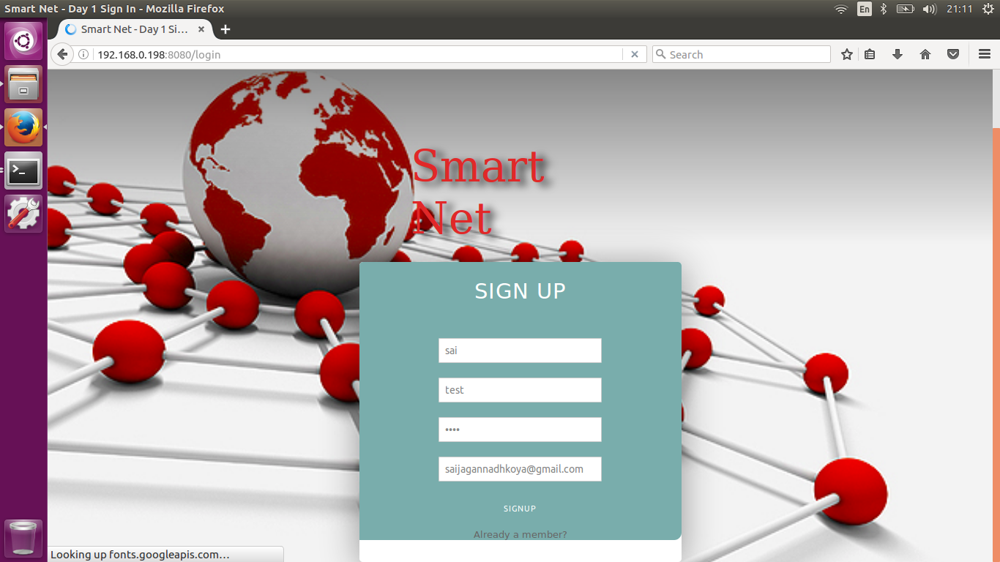 Smart Net - Day 1 Sign In - Mozilla Firefox
En
21:11
Smart Net - Day 1 Si...
192.168.0.198:8080/login
Search
Smart
Net
SIGN UP
sai
test
••••
saijagannadhkoya@gmail.com
SIGNUP
Already a member?
Looking up fonts.googleapis.com...